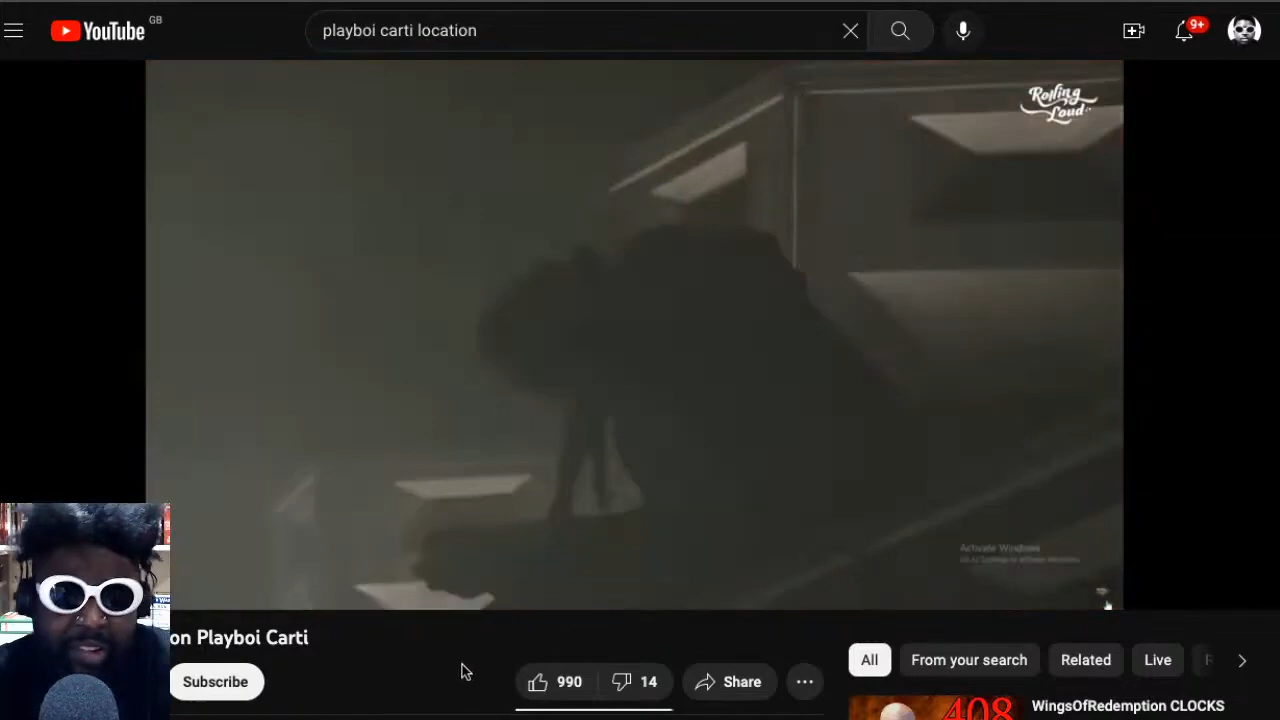 YouTube GB
playboi carti location
9+
Rolling
Loud
Activate Windows
on Playboi Carti
Subscribe
990
14
Share
All
From your search
Related
Live
WingsOfRedemption CLOCKS
408